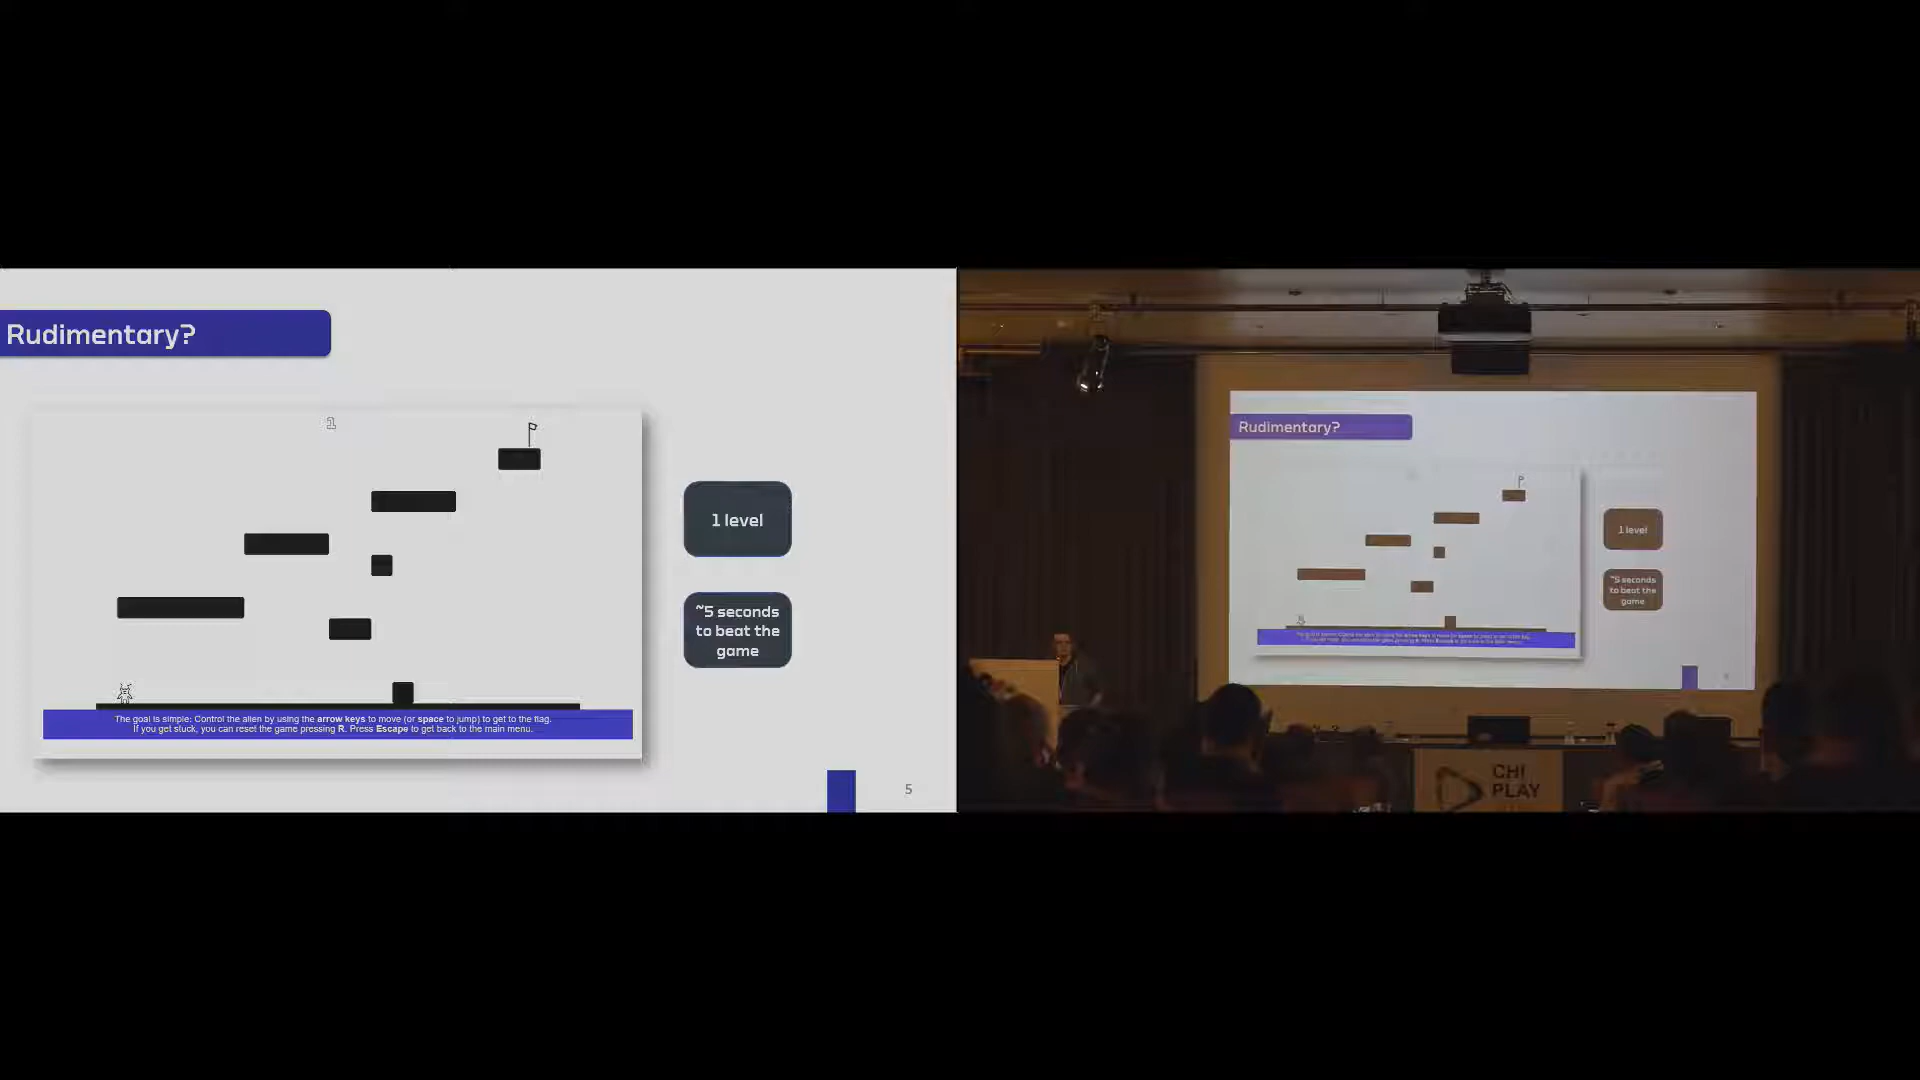 Rudimentary?
1
1 level
~5 seconds
to beat the
game
The goal is simple: Control the alien by using the arrow keys to move (or space to jump) to get to the flag.
If you get stuck, you can reset the game pressing R. Press Escape to get back to the main menu.
5
Rudimentary?
1 level
~5 seconds
to beat the
game
CHI
PLAY